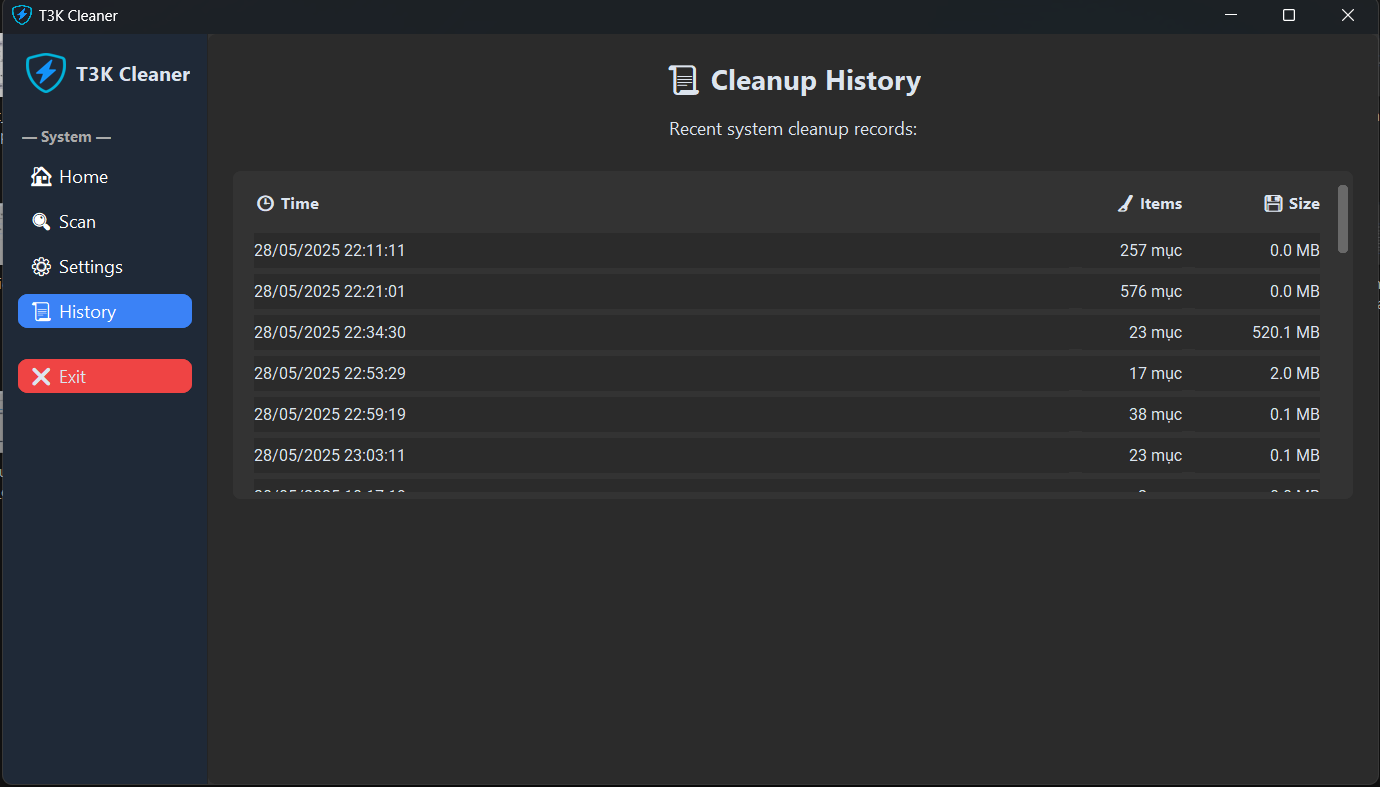 T3K Cleaner
T3K Cleaner
— System —
Home
Scan
Settings
History
Exit
Cleanup History
Recent system cleanup records:
Time Items Size
28/05/2025 22:11:11 257 mục 0.0 MB
28/05/2025 22:21:01 576 mục 0.0 MB
28/05/2025 22:34:30 23 mục 520.1 MB
28/05/2025 22:53:29 17 mục 2.0 MB
28/05/2025 22:59:19 38 mục 0.1 MB
28/05/2025 23:03:11 23 mục 0.1 MB